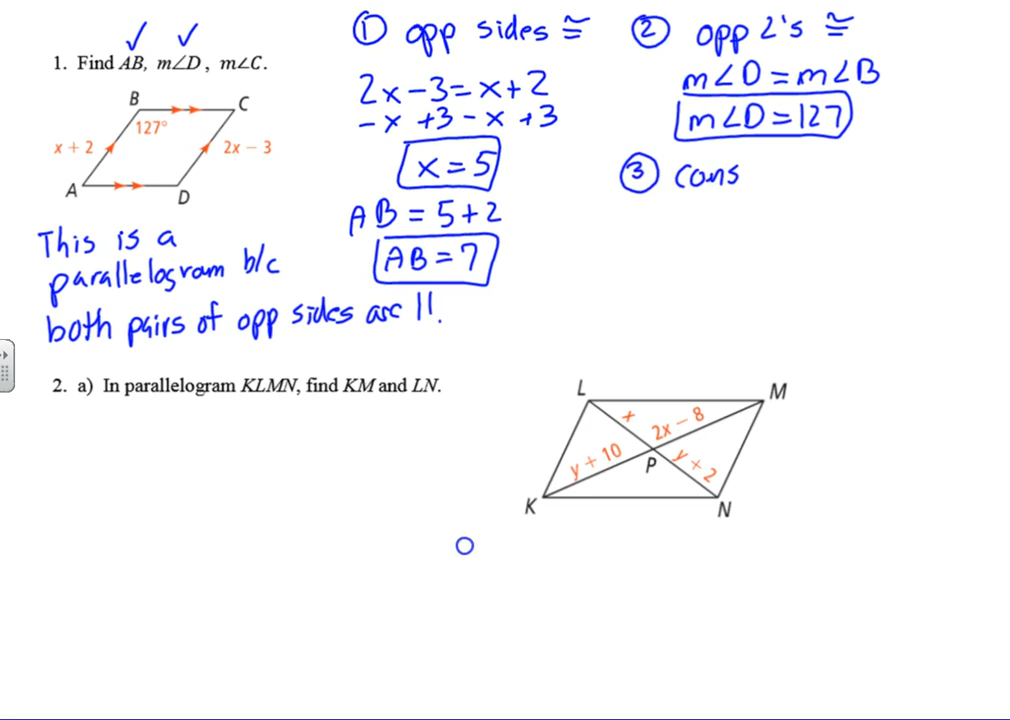 1. Find AB, m∠D, m∠C.
B
C
127°
x + 2
2x − 3
A
D
This is a
parallelogram b/c
both pairs of opp sides are ||.
① opp sides ≅
2x-3=x+2
-x +3 -x +3
x=5
AB = 5+2
AB = 7
② opp ∠'s ≅
m∠D = m∠B
m∠D = 127
③ cons
2. a) In parallelogram KLMN, find KM and LN.
L
M
x
2x − 8
y + 10
P
y + 2
K
N